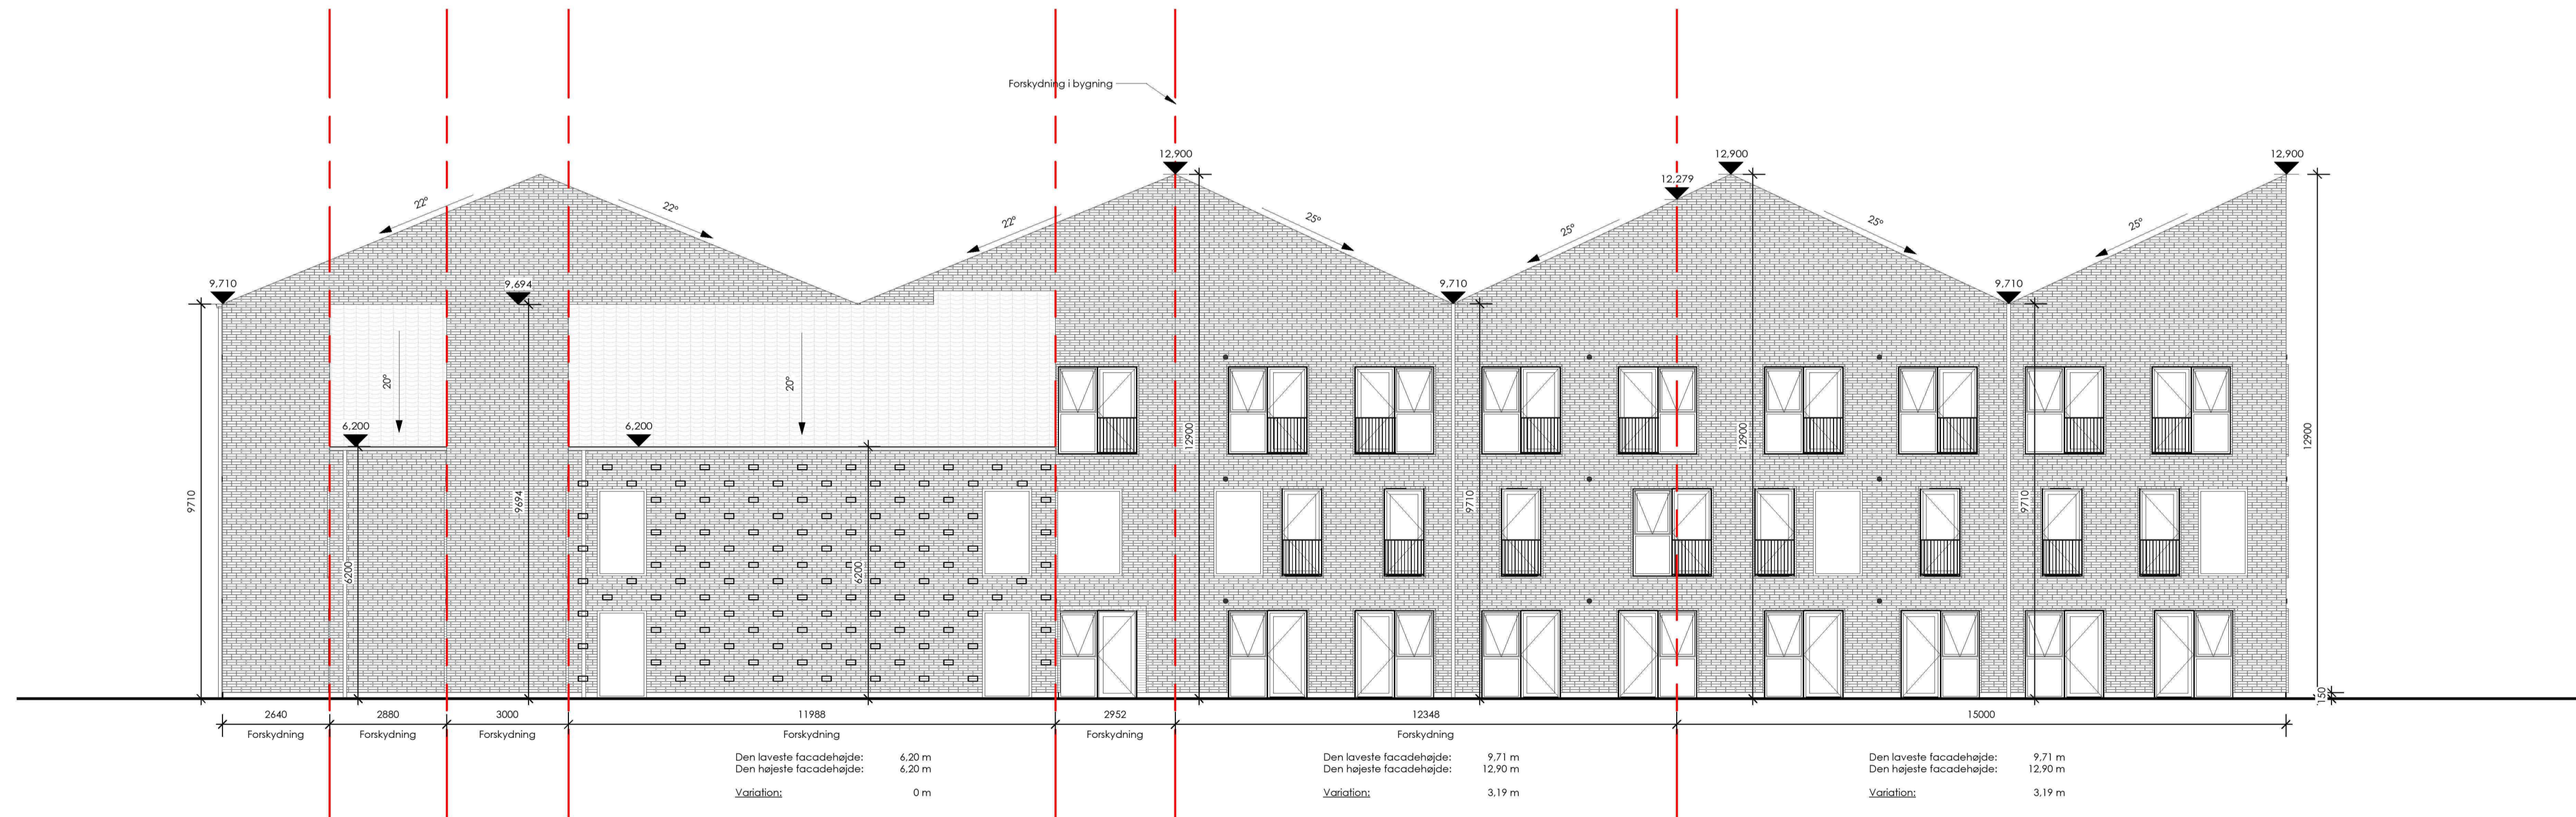 Forskydning i bygning
12,900
12,900
12,900
12,279
22°
22°
22°
25°
25°
25°
25°
9,710
9,694
9,710
9,710
20°
20°
6,200
6,200
12900
12900
12900
9710
9694
9710
9710
6200
6200
150
2640
2880
3000
11988
2952
12348
15000
Forskydning
Forskydning
Forskydning
Forskydning
Forskydning
Forskydning
Den laveste facadehøjde: 6,20 m
Den højeste facadehøjde: 6,20 m
Variation: 0 m
Den laveste facadehøjde: 9,71 m
Den højeste facadehøjde: 12,90 m
Variation: 3,19 m
Den laveste facadehøjde: 9,71 m
Den højeste facadehøjde: 12,90 m
Variation: 3,19 m